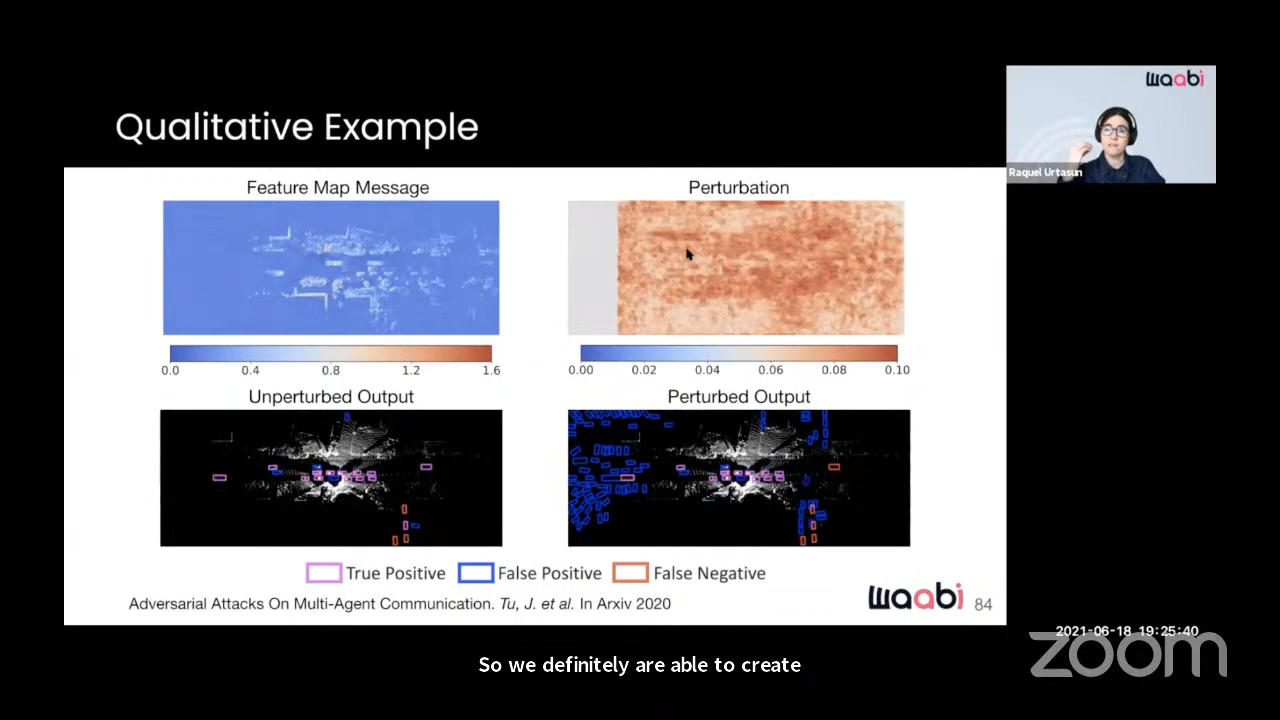 waabi
Raquel Urtasun
Qualitative Example
Feature Map Message
Perturbation
0.0 0.4 0.8 1.2 1.6
0.00 0.02 0.04 0.06 0.08 0.10
Unperturbed Output
Perturbed Output
True Positive False Positive False Negative
Adversarial Attacks On Multi-Agent Communication. Tu, J. et al. In Arxiv 2020
waabi 84
2021-06-18 19:25:40
zoom
So we definitely are able to create